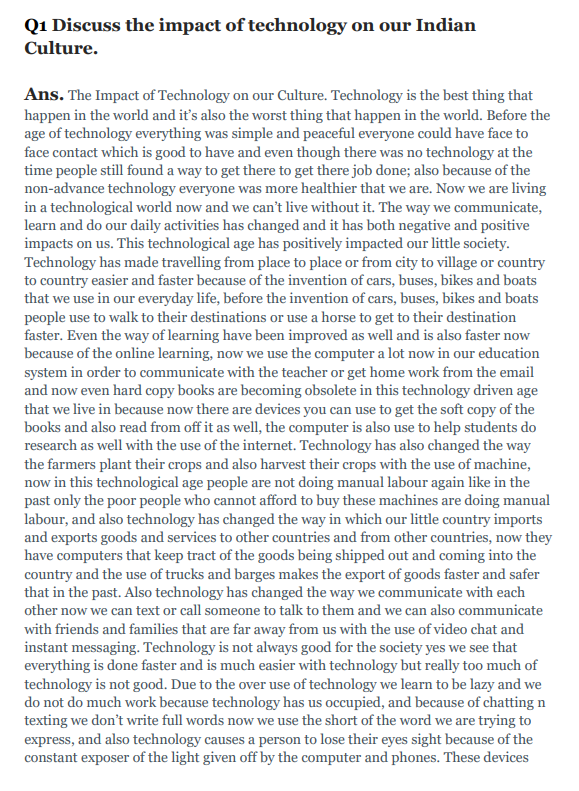 Q1 Discuss the impact of technology on our Indian
Culture.
Ans. The Impact of Technology on our Culture. Technology is the best thing that
happen in the world and it’s also the worst thing that happen in the world. Before the
age of technology everything was simple and peaceful everyone could have face to
face contact which is good to have and even though there was no technology at the
time people still found a way to get there to get there job done; also because of the
non-advance technology everyone was more healthier that we are. Now we are living
in a technological world now and we can’t live without it. The way we communicate,
learn and do our daily activities has changed and it has both negative and positive
impacts on us. This technological age has positively impacted our little society.
Technology has made travelling from place to place or from city to village or country
to country easier and faster because of the invention of cars, buses, bikes and boats
that we use in our everyday life, before the invention of cars, buses, bikes and boats
people use to walk to their destinations or use a horse to get to their destination
faster. Even the way of learning have been improved as well and is also faster now
because of the online learning, now we use the computer a lot now in our education
system in order to communicate with the teacher or get home work from the email
and now even hard copy books are becoming obsolete in this technology driven age
that we live in because now there are devices you can use to get the soft copy of the
books and also read from off it as well, the computer is also use to help students do
research as well with the use of the internet. Technology has also changed the way
the farmers plant their crops and also harvest their crops with the use of machine,
now in this technological age people are not doing manual labour again like in the
past only the poor people who cannot afford to buy these machines are doing manual
labour, and also technology has changed the way in which our little country imports
and exports goods and services to other countries and from other countries, now they
have computers that keep tract of the goods being shipped out and coming into the
country and the use of trucks and barges makes the export of goods faster and safer
that in the past. Also technology has changed the way we communicate with each
other now we can text or call someone to talk to them and we can also communicate
with friends and families that are far away from us with the use of video chat and
instant messaging. Technology is not always good for the society yes we see that
everything is done faster and is much easier with technology but really too much of
technology is not good. Due to the over use of technology we learn to be lazy and we
do not do much work because technology has us occupied, and because of chatting n
texting we don’t write full words now we use the short of the word we are trying to
express, and also technology causes a person to lose their eyes sight because of the
constant exposer of the light given off by the computer and phones. These devices